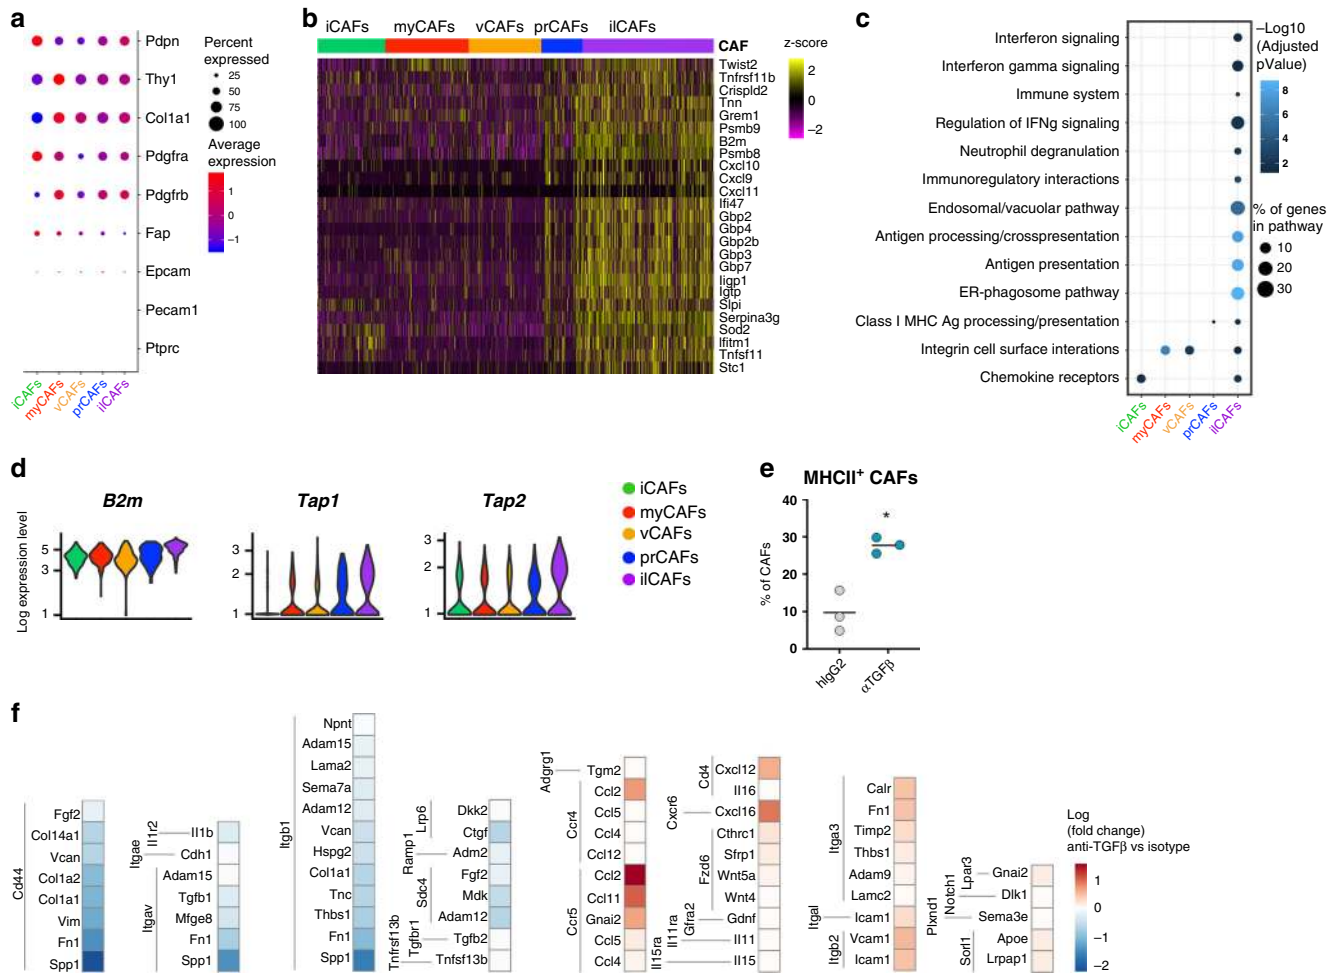 a
Pdpn
Thy1
Col1a1
Pdgfra
Pdgfrb
Fap
Epcam
Pecam1
Ptprc
iCAFs
myCAFs
vCAFs
prCAFs
ilCAFs
Percent
expressed
25
50
75
100
Average
expression
1
0
−1
b
iCAFs
myCAFs
vCAFs
prCAFs
ilCAFs
CAF
Twist2
Tnfrsf11b
Crispld2
Tnn
Grem1
Psmb9
B2m
Psmb8
Cxcl10
Cxcl9
Cxcl11
Ifi47
Gbp2
Gbp4
Gbp2b
Gbp3
Gbp7
Iigp1
Igtp
Slpi
Serpina3g
Sod2
Ifitm1
Tnfsf11
Stc1
z-score
2
0
−2
c
Interferon signaling
Interferon gamma signaling
Immune system
Regulation of IFNg signaling
Neutrophil degranulation
Immunoregulatory interactions
Endosomal/vacuolar pathway
Antigen processing/crosspresentation
Antigen presentation
ER-phagosome pathway
Class I MHC Ag processing/presentation
Integrin cell surface interations
Chemokine receptors
iCAFs
myCAFs
vCAFs
prCAFs
ilCAFs
−Log10
(Adjusted
pValue)
8
6
4
2
% of genes
in pathway
10
20
30
d
B2m
Tap1
Tap2
Log expression level
5
3
1
3
2
1
3
2
1
iCAFs
myCAFs
vCAFs
prCAFs
ilCAFs
e
MHCII+ CAFs
% of CAFs
40
30
20
10
0
*
hIgG2
αTGFβ
f
Cd44
Fgf2
Col14a1
Vcan
Col1a2
Col1a1
Vim
Fn1
Spp1
Il1r2
Itgae
Itgav
Il1b
Cdh1
Adam15
Tgfb1
Mfge8
Fn1
Spp1
Itgb1
Npnt
Adam15
Lama2
Sema7a
Adam12
Vcan
Hspg2
Col1a1
Tnc
Thbs1
Fn1
Spp1
Lrp6
Ramp1
Sdc4
Tgfbr1
Tnfrsf13b
Dkk2
Ctgf
Adm2
Fgf2
Mdk
Adam12
Tgfb2
Tnfsf13b
Adgrg1
Ccr4
Ccr5
Tgm2
Ccl2
Ccl5
Ccl4
Ccl12
Ccl2
Ccl11
Gnai2
Ccl5
Ccl4
Cd4
Cxcr6
Fzd6
Gfra2
Il11ra
Il15ra
Cxcl12
Il16
Cxcl16
Cthrc1
Sfrp1
Wnt5a
Wnt4
Gdnf
Il11
Il15
Itga3
Itgal
Itgb2
Calr
Fn1
Timp2
Thbs1
Adam9
Lamc2
Icam1
Vcam1
Icam1
Lpar3
Notch1
Plxnd1
Sorl1
Gnai2
Dlk1
Sema3e
Apoe
Lrpap1
Log
(fold change)
anti-TGFβ vs isotype
1
0
−1
−2